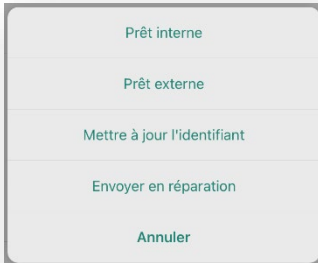 Prêt interne
Prêt externe
Mettre à jour l'identifiant
Envoyer en réparation
Annuler